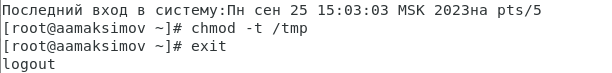 Последний вход в систему:Пн сен 25 15:03:03 MSK 2023на pts/5
[root@aamaksimov ~]# chmod -t /tmp
[root@aamaksimov ~]# exit
logout